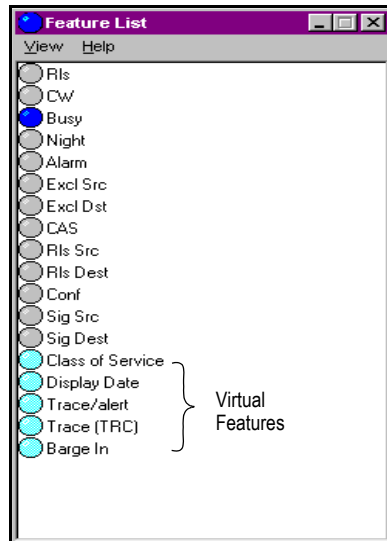 Feature List
View Help
Rls
CW
Busy
Night
Alarm
Excl Src
Excl Dst
CAS
Rls Src
Rls Dest
Conf
Sig Src
Sig Dest
Class of Service
Display Date
Trace/alert
Trace (TRC)
Barge In
Virtual
Features